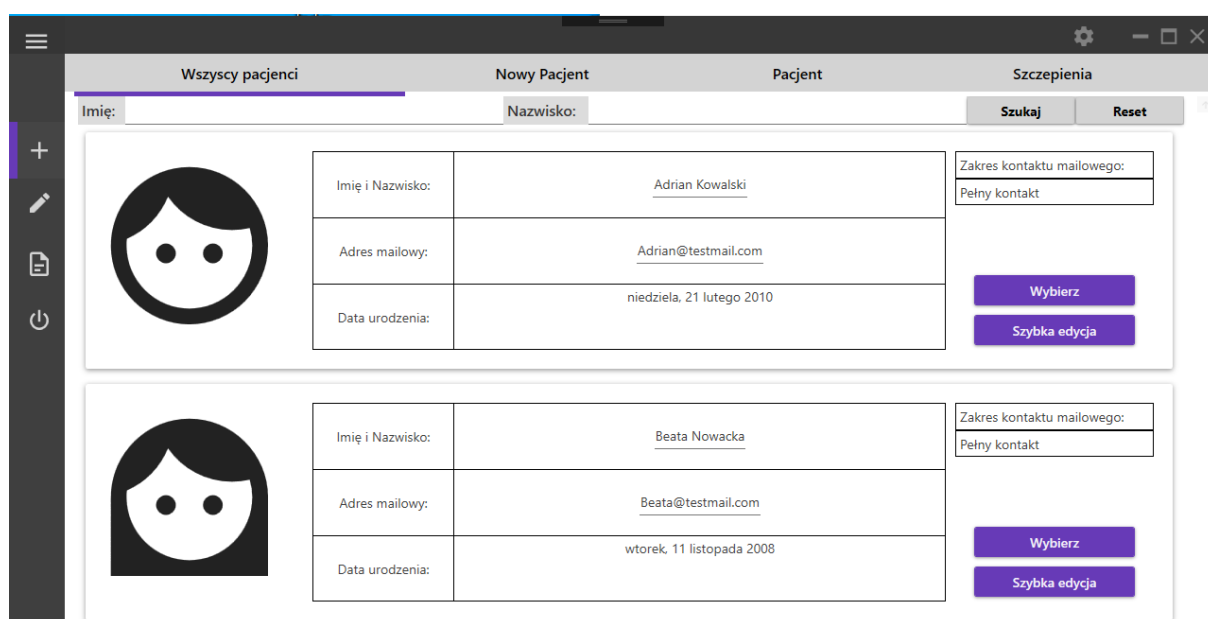 Wszyscy pacjenci Nowy Pacjent Pacjent Szczepienia
Imię: Nazwisko: Szukaj Reset
Imię i Nazwisko: Adrian Kowalski
Adres mailowy: Adrian@testmail.com
Data urodzenia: niedziela, 21 lutego 2010
Zakres kontaktu mailowego:
Pełny kontakt
Wybierz
Szybka edycja
Imię i Nazwisko: Beata Nowacka
Adres mailowy: Beata@testmail.com
Data urodzenia: wtorek, 11 listopada 2008
Zakres kontaktu mailowego:
Pełny kontakt
Wybierz
Szybka edycja